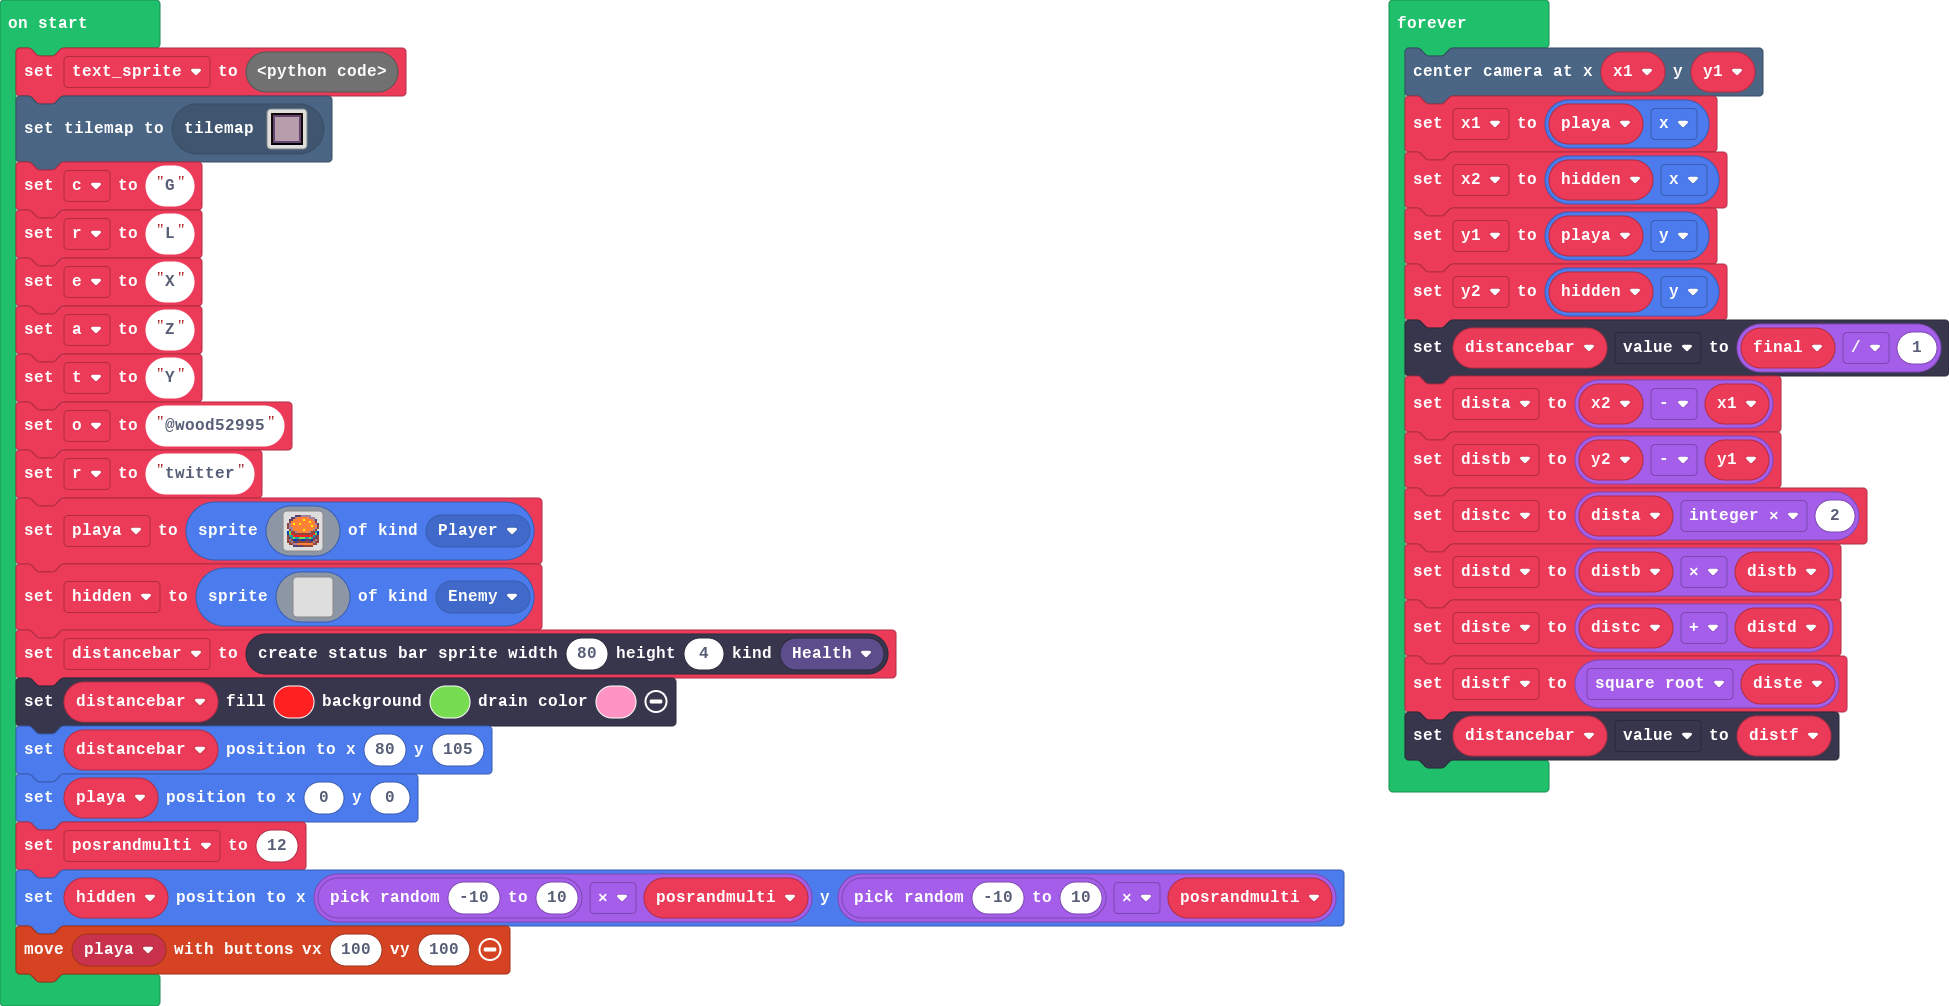 on start
set text_sprite to <python code>
set tilemap to tilemap
set c to "G"
set r to "L"
set e to "X"
set a to "Z"
set t to "Y"
set o to "@wood52995"
set r to "twitter"
set playa to sprite of kind Player
set hidden to sprite of kind Enemy
set distancebar to create status bar sprite width 80 height 4 kind Health
set distancebar fill background drain color
set distancebar position to x 80 y 105
set playa position to x 0 y 0
set posrandmulti to 12
set hidden position to x pick random -10 to 10 × posrandmulti y pick random -10 to 10 × posrandmulti
move playa with buttons vx 100 vy 100
forever
center camera at x x1 y y1
set x1 to playa x
set x2 to hidden x
set y1 to playa y
set y2 to hidden y
set distancebar value to final / 1
set dista to x2 - x1
set distb to y2 - y1
set distc to dista integer × 2
set distd to distb × distb
set diste to distc + distd
set distf to square root diste
set distancebar value to distf